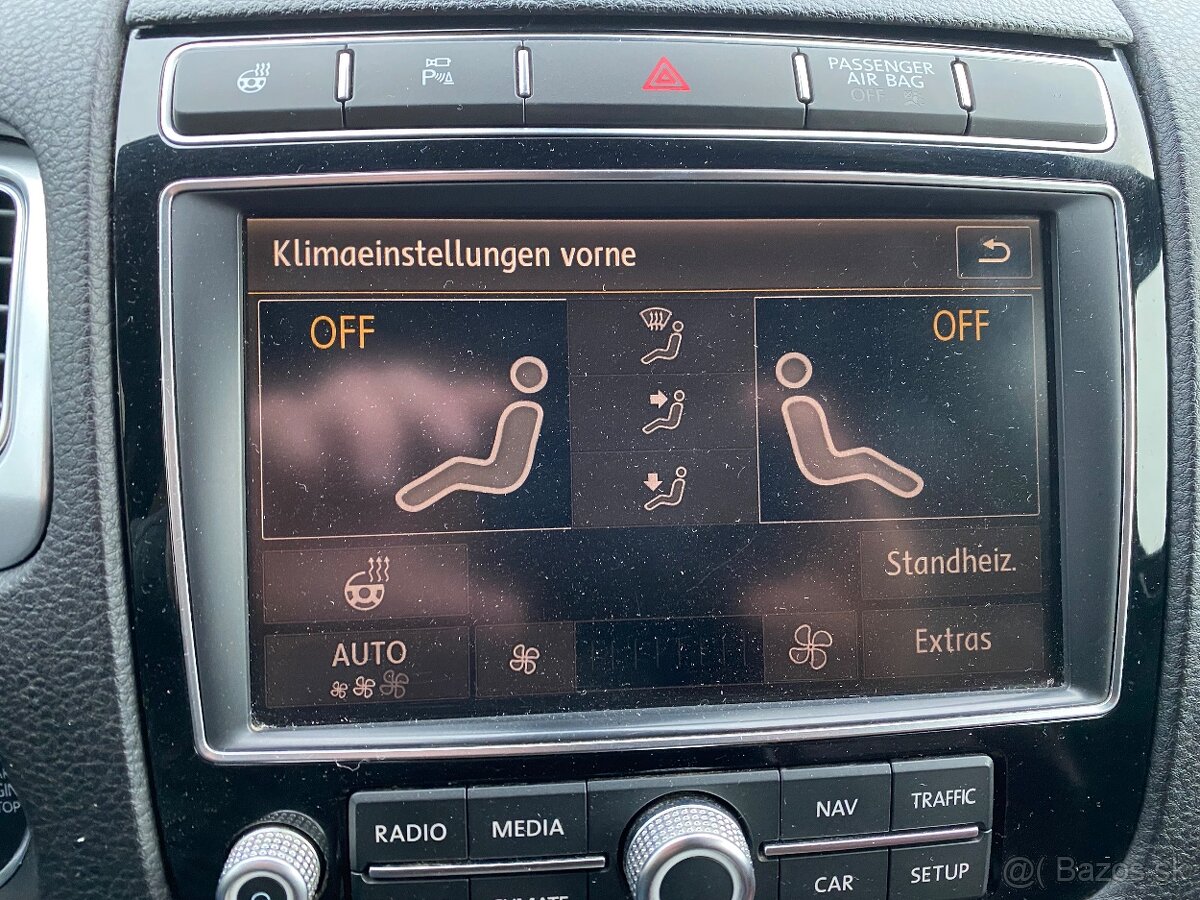 PASSENGER
AIR BAG
OFF
Klimaeinstellungen vorne
OFF
OFF
Standheiz.
AUTO
Extras
RADIO
MEDIA
NAV
TRAFFIC
CAR
SETUP
@( Bazos.sk